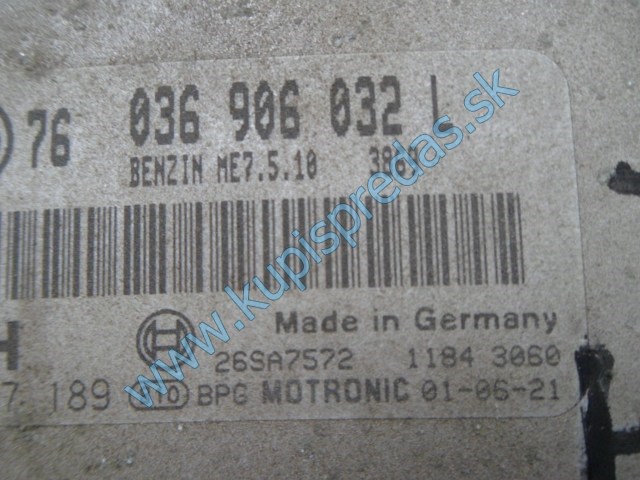 76 036 906 032 L
BENZIN ME7.5.10
H Made in Germany
26SA7572 1184 3060
7 189 BPG MOTRONIC 01-06-21
www.kupispredas.sk